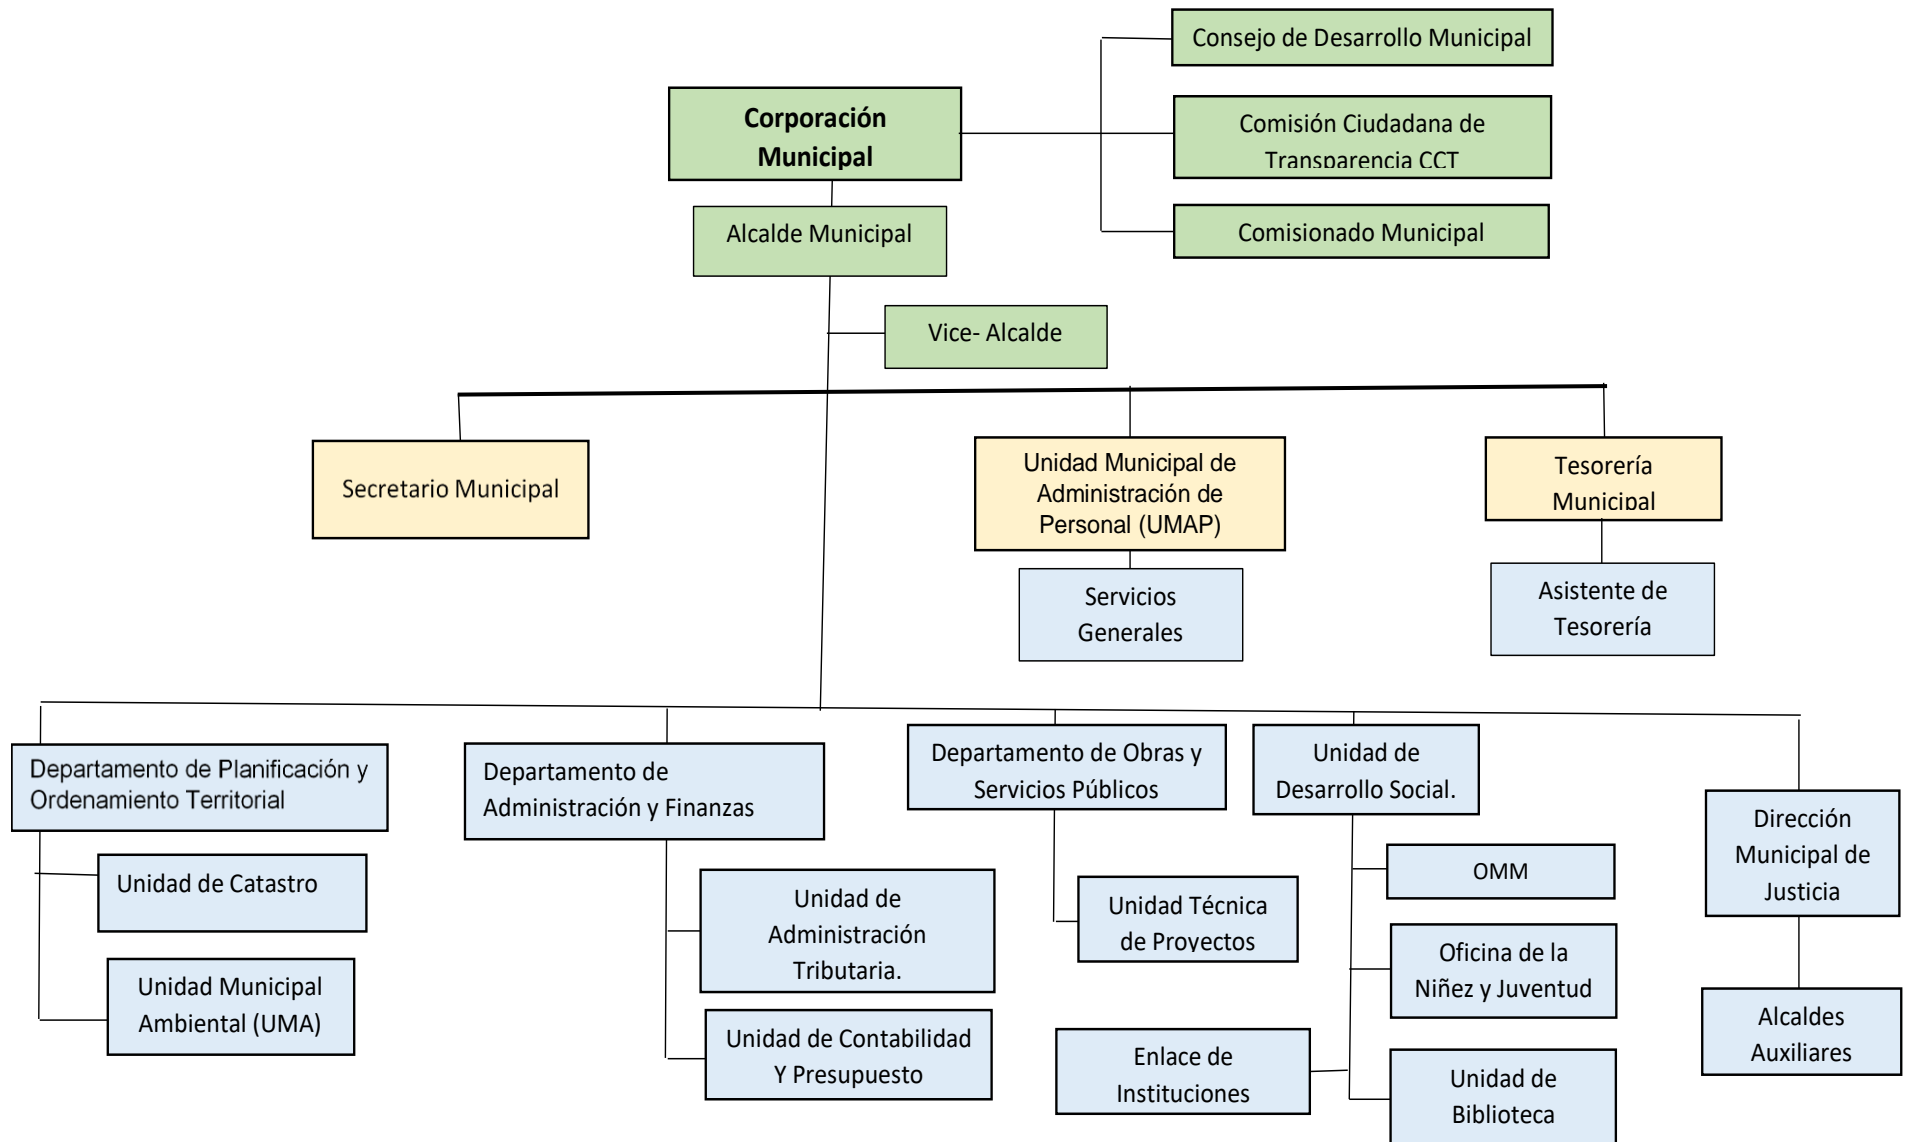 Consejo de Desarrollo Municipal
Corporación
Municipal
Comisión Ciudadana de
Transparencia CCT
Alcalde Municipal
Comisionado Municipal
Vice- Alcalde
Secretario Municipal
Unidad Municipal de
Administración de
Personal (UMAP)
Tesorería
Municipal
Servicios
Generales
Asistente de
Tesorería
Departamento de Planificación y
Ordenamiento Territorial
Departamento de
Administración y Finanzas
Departamento de Obras y
Servicios Públicos
Unidad de
Desarrollo Social.
Dirección
Municipal de
Justicia
Unidad de Catastro
Unidad Municipal
Ambiental (UMA)
Unidad de
Administración
Tributaria.
Unidad de Contabilidad
Y Presupuesto
Unidad Técnica
de Proyectos
OMM
Oficina de la
Niñez y Juventud
Enlace de
Instituciones
Unidad de
Biblioteca
Alcaldes
Auxiliares